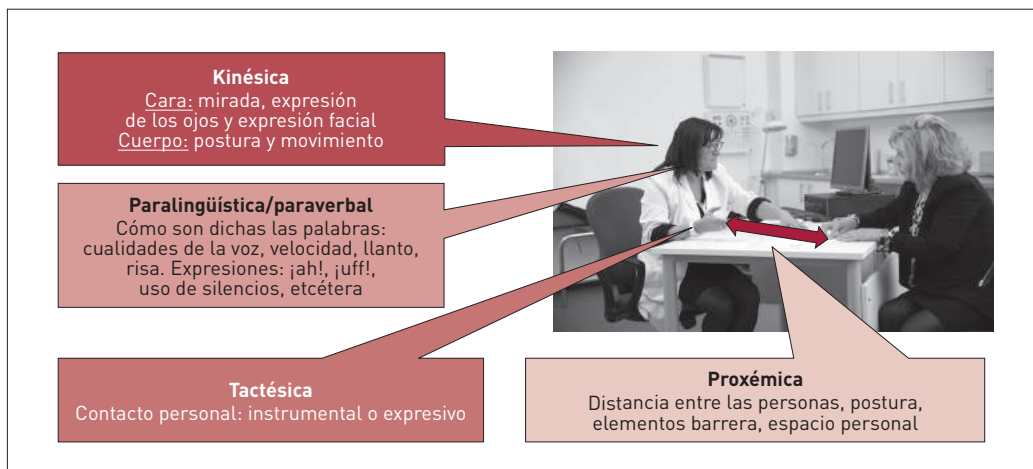 Kinésica
Cara: mirada, expresión
de los ojos y expresión facial
Cuerpo: postura y movimiento
Paralingüística/paraverbal
Cómo son dichas las palabras:
cualidades de la voz, velocidad, llanto,
risa. Expresiones: ¡ah!, ¡uff!,
uso de silencios, etcétera
Tactésica
Contacto personal: instrumental o expresivo
Proxémica
Distancia entre las personas, postura,
elementos barrera, espacio personal